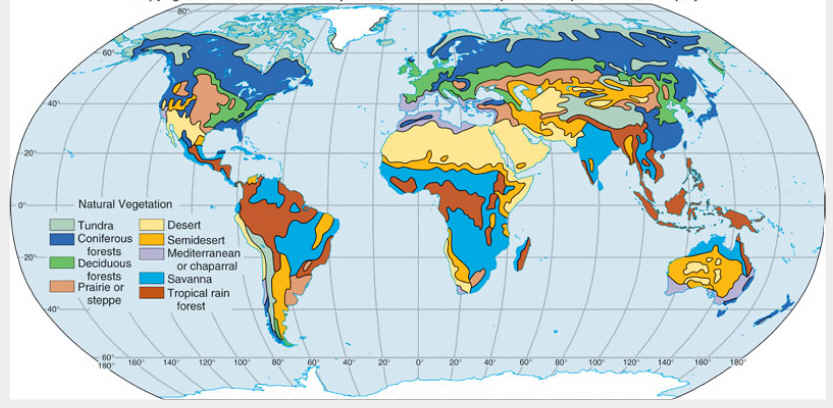 80°
60°
40°
20°
0°
20°
40°
60°
Natural Vegetation
Tundra
Coniferous
forests
Deciduous
forests
Prairie or
steppe
Desert
Semidesert
Mediterranean
or chaparral
Savanna
Tropical rain
forest
180° 160° 140° 120° 100° 80° 60° 40° 20° 0° 20° 40° 60° 80° 100° 120° 140° 160° 180°